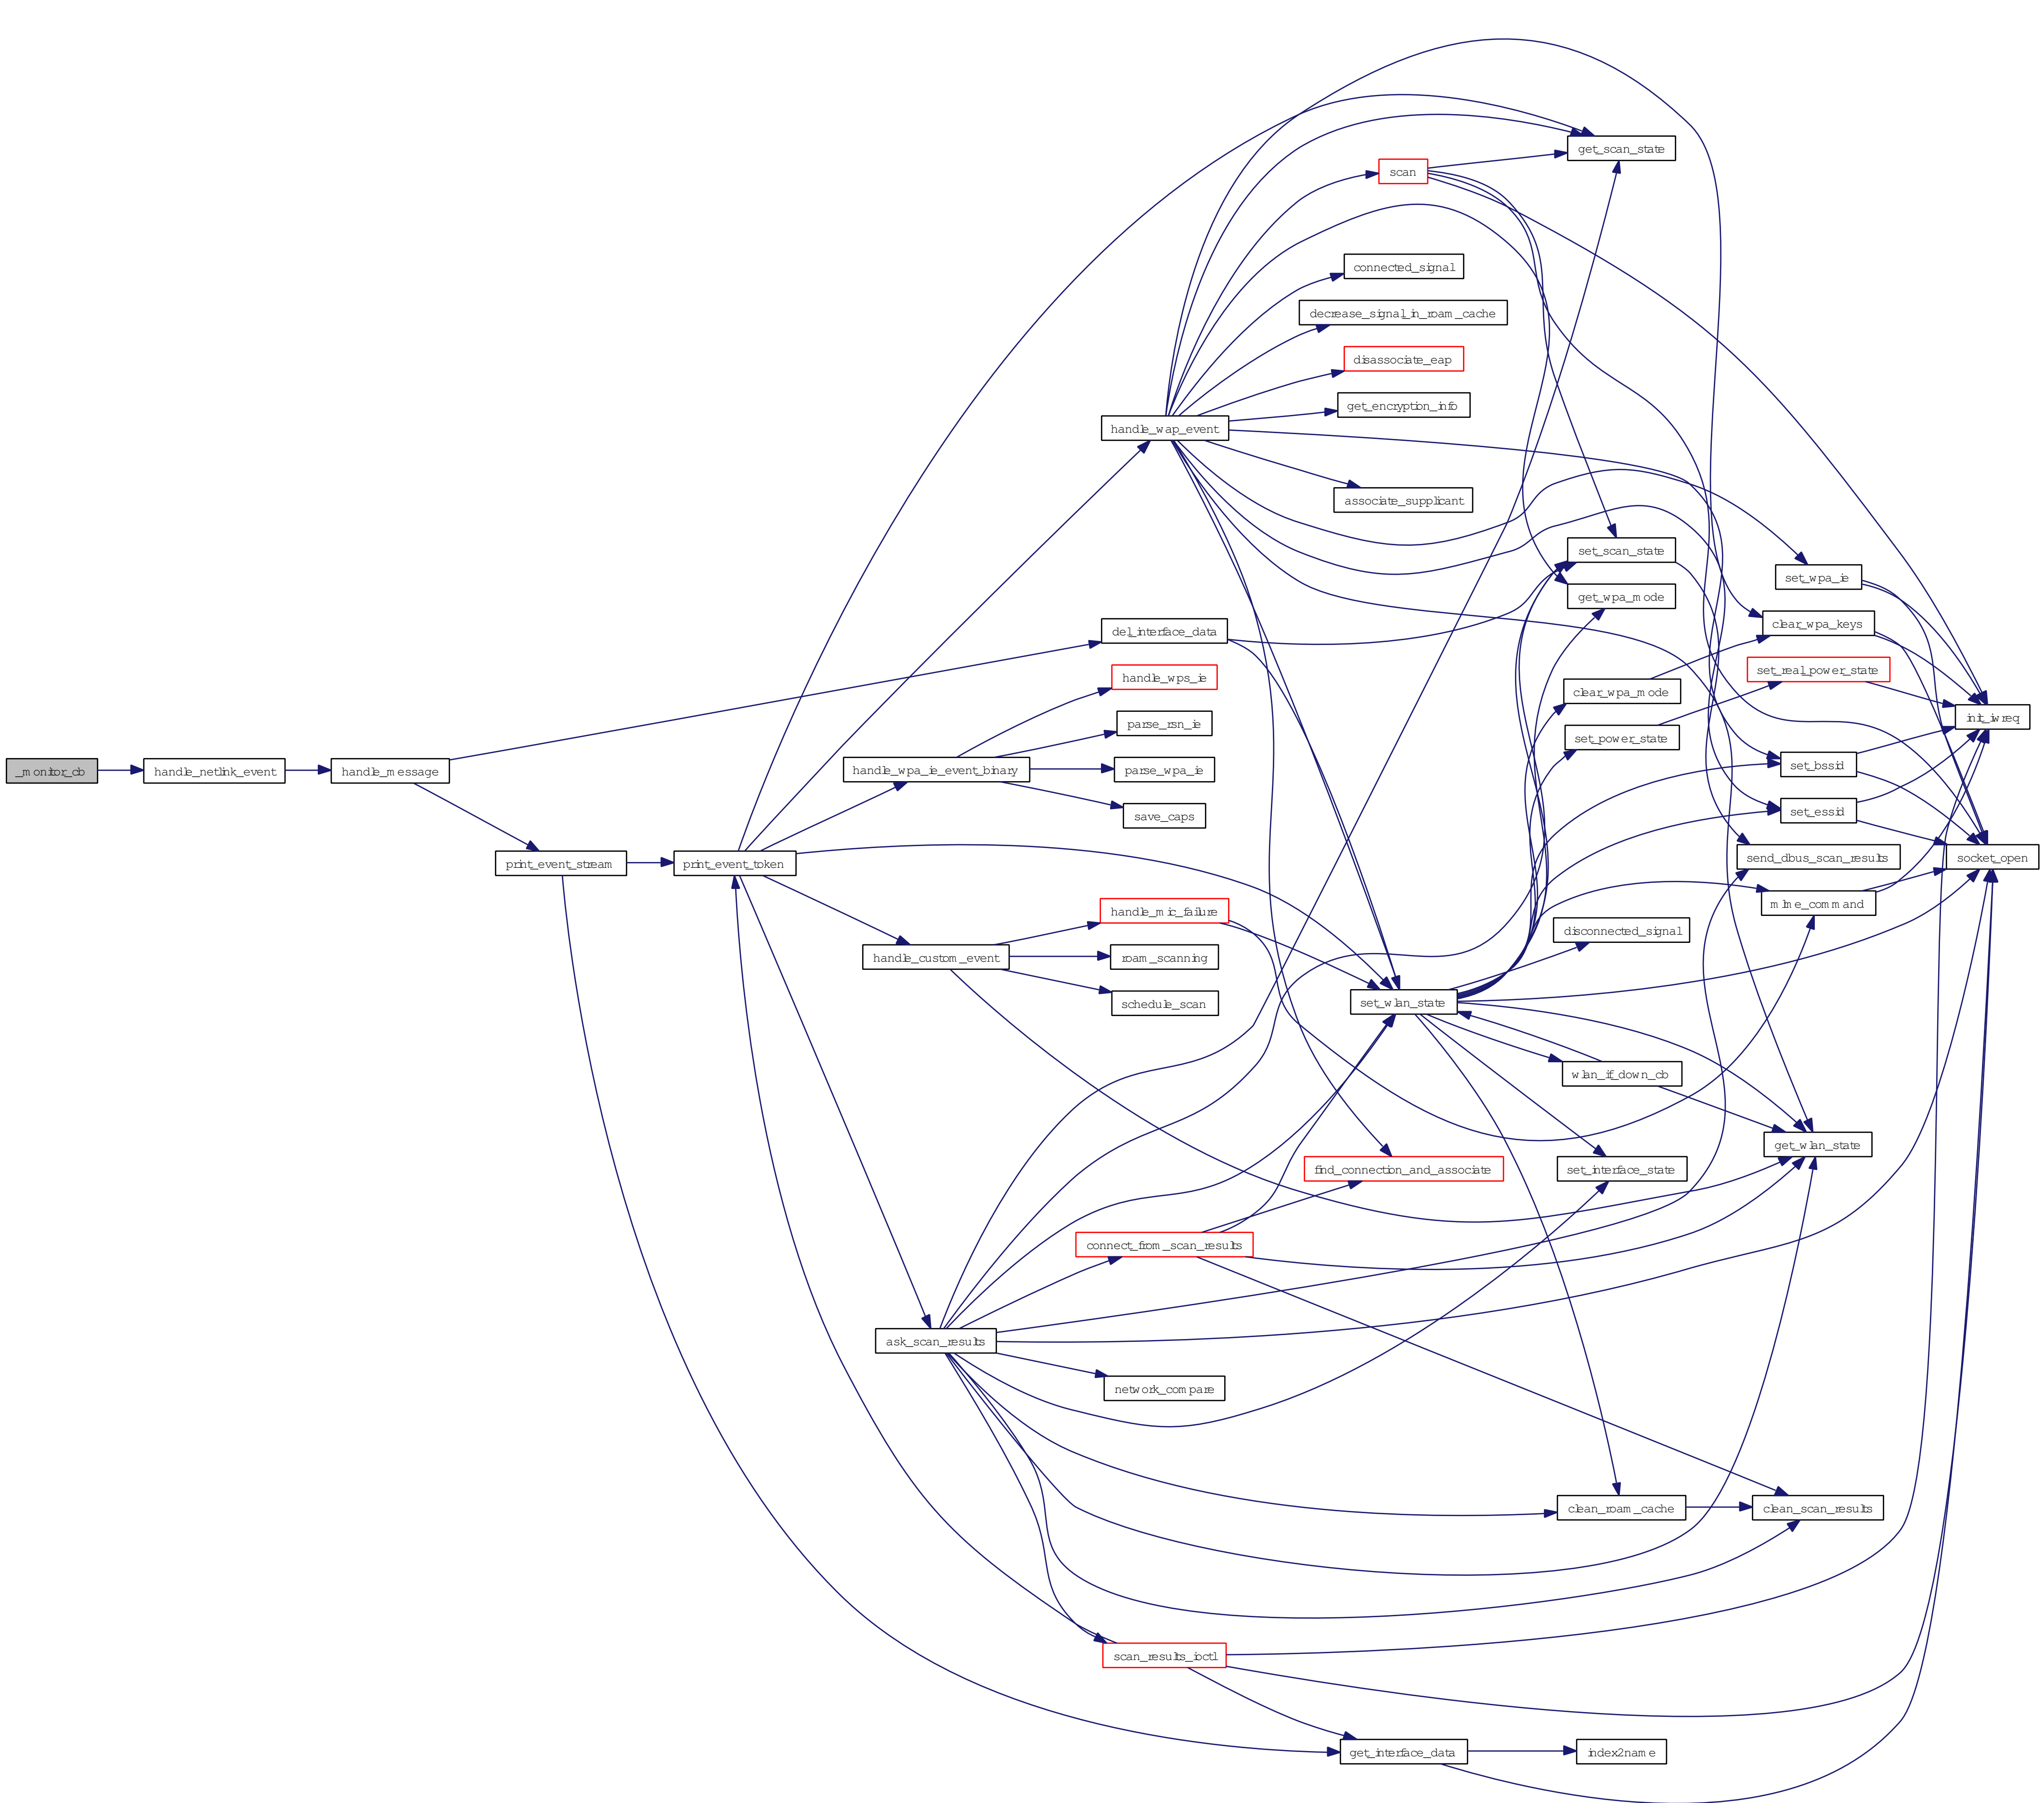 get_scan_state
scan
connected_signal
decrease_signal_in_roam_cache
disassociate_eap
get_encryption_info
handle_wap_event
associate_supplicant
set_scan_state
set_wpa_ie
get_wpa_mode
clear_wpa_keys
del_interface_data
set_real_power_state
handle_wps_ie
clear_wpa_mode
init_iwreq
parse_rsn_ie
set_power_state
set_bssid
_monitor_cb
handle_netlink_event
handle_message
handle_wpa_ie_event_binary
parse_wpa_ie
set_essid
save_caps
send_dbus_scan_results
socket_open
print_event_stream
print_event_token
mlme_command
handle_mic_failure
disconnected_signal
handle_custom_event
roam_scanning
schedule_scan
set_wlan_state
wlan_if_down_cb
get_wlan_state
find_connection_and_associate
set_interface_state
connect_from_scan_results
ask_scan_results
network_compare
clean_roam_cache
clean_scan_results
scan_results_ioctl
get_interface_data
index2name